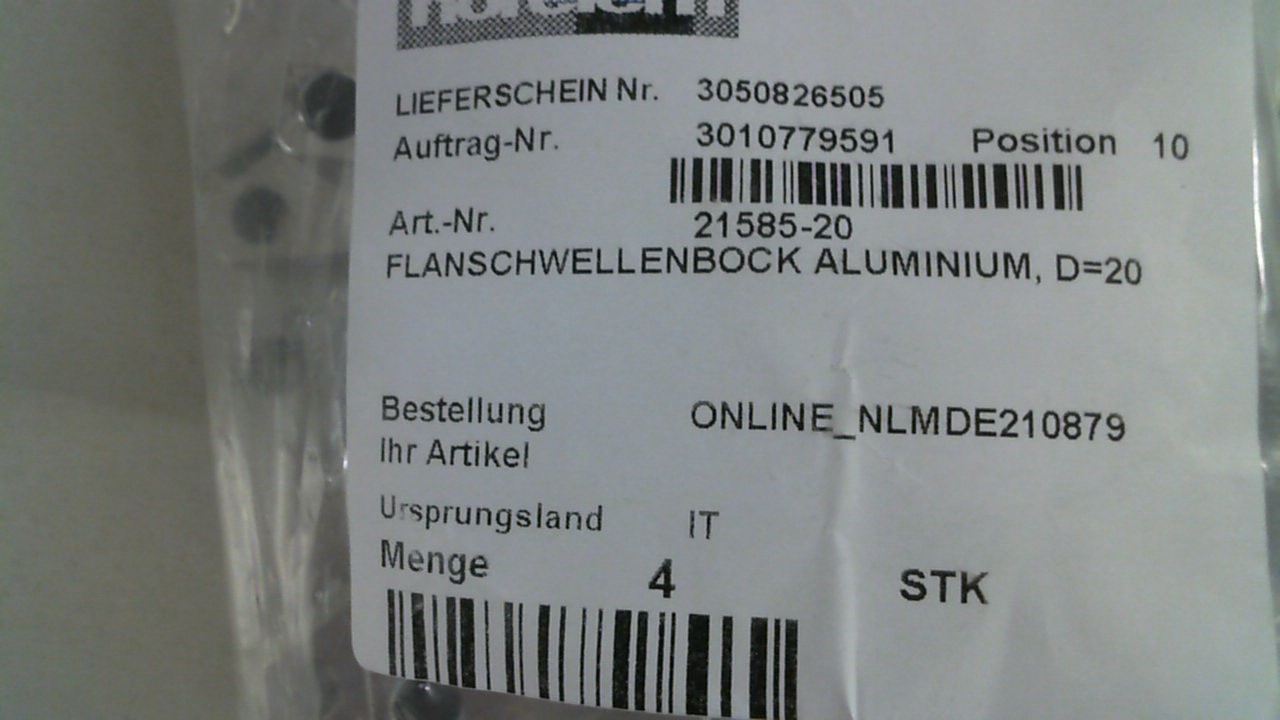 LIEFERSCHEIN Nr. 3050826505
Auftrag-Nr. 3010779591 Position 10
Art.-Nr. 21585-20
FLANSCHWELLENBOCK ALUMINIUM, D=20
Bestellung ONLINE_NLMDE210879
Ihr Artikel
Ursprungsland IT
Menge 4 STK